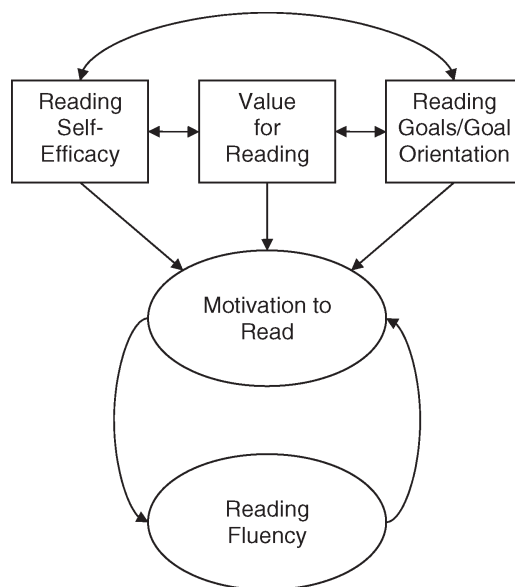 Reading
Self-
Efficacy
Value
for
Reading
Reading
Goals/Goal
Orientation
Motivation to
Read
Reading
Fluency